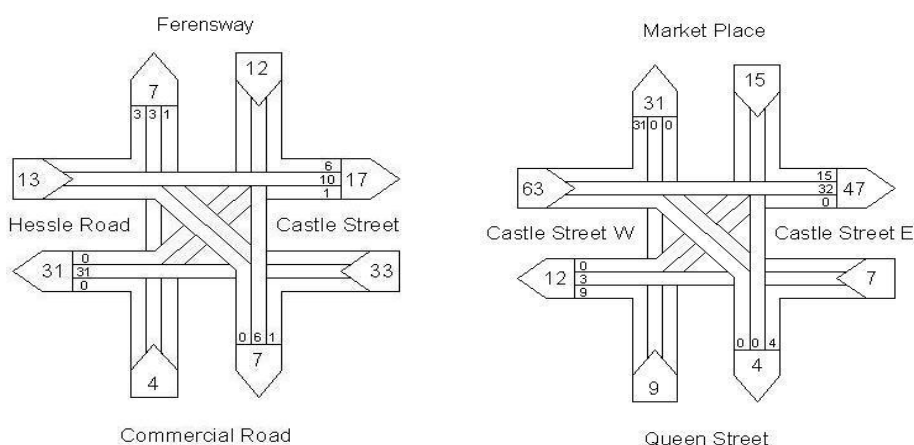 Ferensway
12
7
3 3 1
13
6
10
1
17
Hessle Road
Castle Street
31
0
31
0
33
0 6 1
7
4
Commercial Road
Market Place
15
31
31 0 0
63
15
32
0
47
Castle Street W
Castle Street E
12
0
3
9
7
0 0 4
4
9
Queen Street